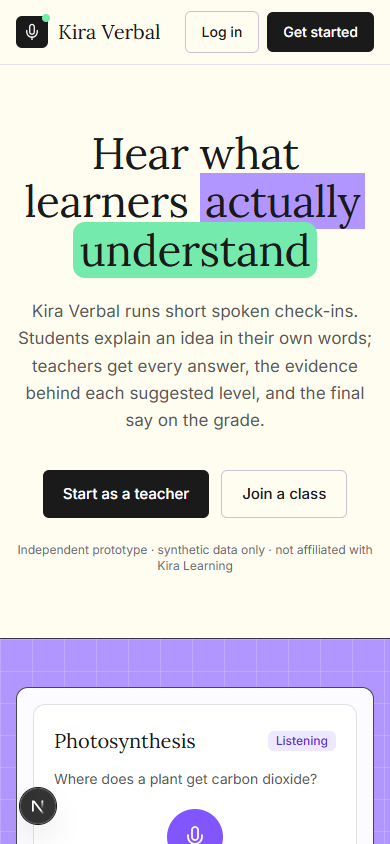 Kira Verbal
Log in
Get started
Hear what
learners actually
understand
Kira Verbal runs short spoken check-ins.
Students explain an idea in their own words;
teachers get every answer, the evidence
behind each suggested level, and the final
say on the grade.
Start as a teacher
Join a class
Independent prototype · synthetic data only · not affiliated with
Kira Learning
Photosynthesis
Listening
Where does a plant get carbon dioxide?
N